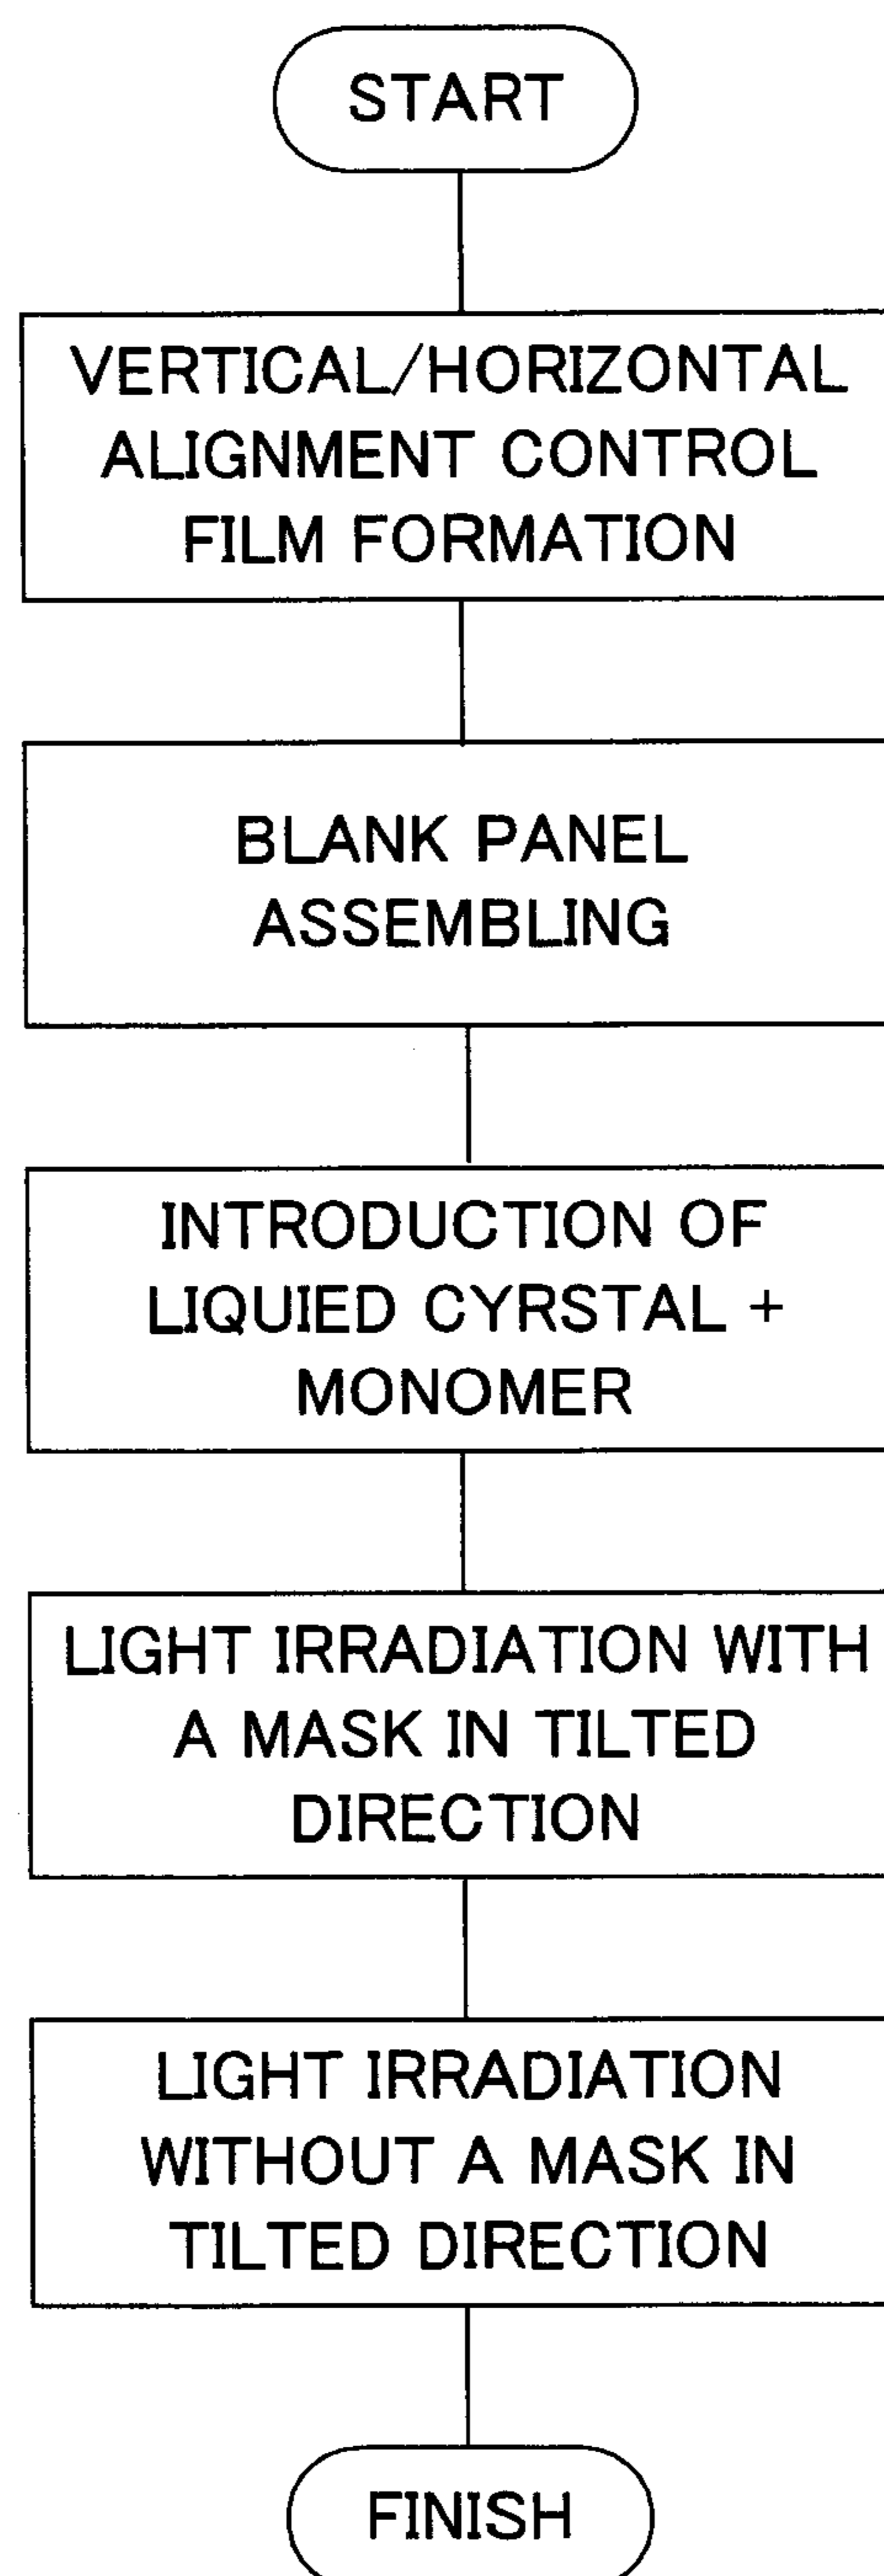 START
VERTICAL/HORIZONTAL
ALIGNMENT CONTROL
FILM FORMATION
BLANK PANEL
ASSEMBLING
INTRODUCTION OF
LIQUIED CYRSTAL +
MONOMER
LIGHT IRRADIATION WITH
A MASK IN TILTED
DIRECTION
LIGHT IRRADIATION
WITHOUT A MASK IN
TILTED DIRECTION
FINISH